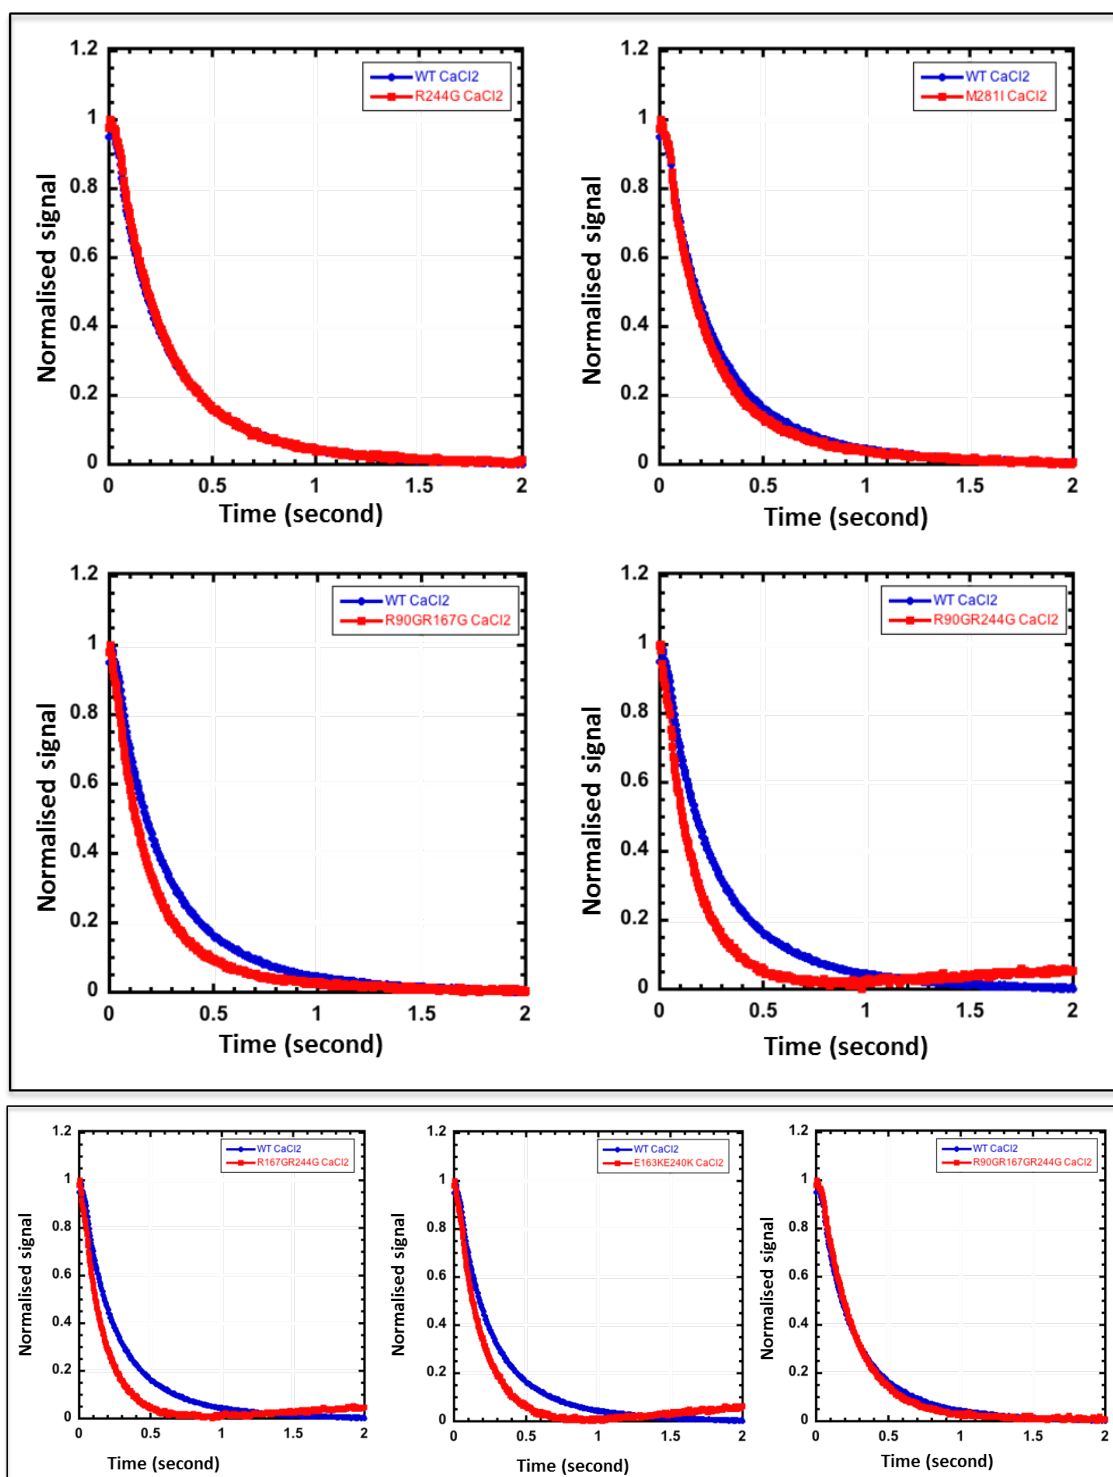 1.2
1
0.8
0.6
0.4
0.2
0
Normalised signal
WT CaCl2
R244G CaCl2
0 0.5 1 1.5 2
Time (second)
1.2
1
0.8
0.6
0.4
0.2
0
Normalised signal
WT CaCl2
M281I CaCl2
0 0.5 1 1.5 2
Time (second)
1.2
1
0.8
0.6
0.4
0.2
0
Normalised signal
WT CaCl2
R90GR167G CaCl2
0 0.5 1 1.5 2
Time (second)
1.2
1
0.8
0.6
0.4
0.2
0
Normalised signal
WT CaCl2
R90GR244G CaCl2
0 0.5 1 1.5 2
Time (second)
1.2
1
0.8
0.6
0.4
0.2
0
Normalised signal
WT CaCl2
R167GR244G CaCl2
0 0.5 1 1.5 2
Time (second)
1.2
1
0.8
0.6
0.4
0.2
0
Normalised signal
WT CaCl2
E163KE240K CaCl2
0 0.5 1 1.5 2
Time (second)
1.2
1
0.8
0.6
0.4
0.2
0
Normalised signal
WT CaCl2
R90GR167GR244G CaCl2
0 0.5 1 1.5 2
Time (second)